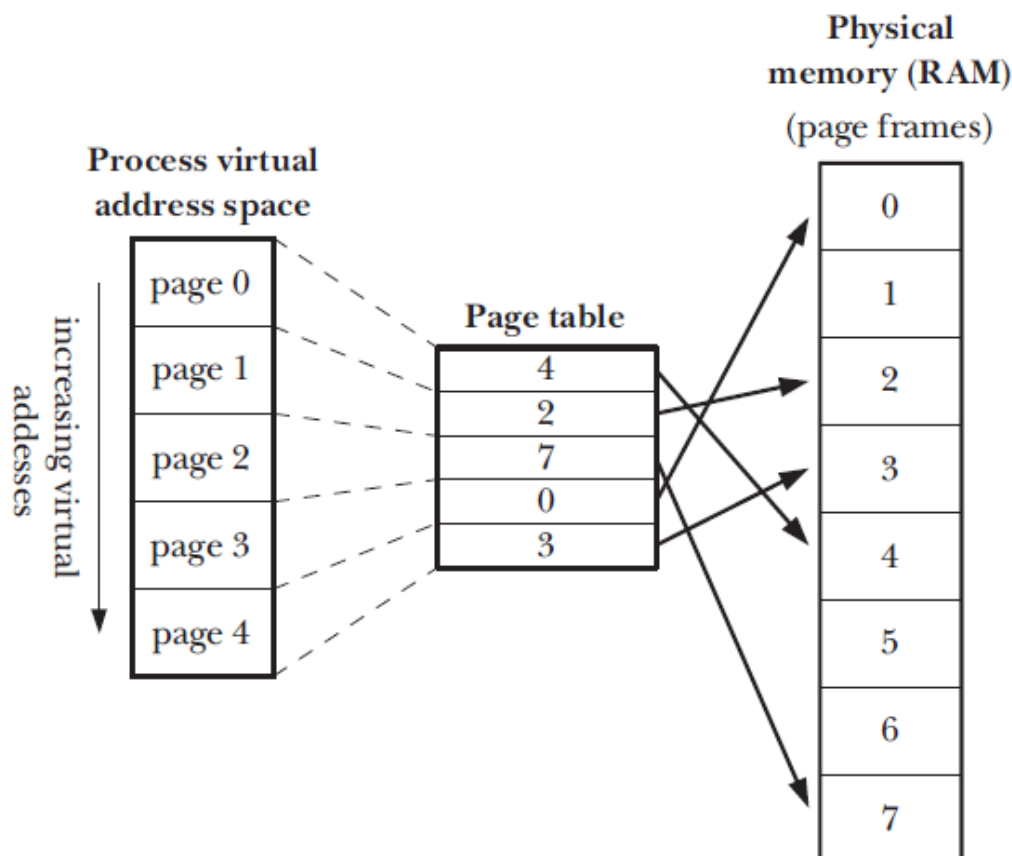 Physical
memory (RAM)
(page frames)
Process virtual
address space
page 0
page 1
page 2
page 3
page 4
increasing virtual
addesses
Page table
4
2
7
0
3
0
1
2
3
4
5
6
7